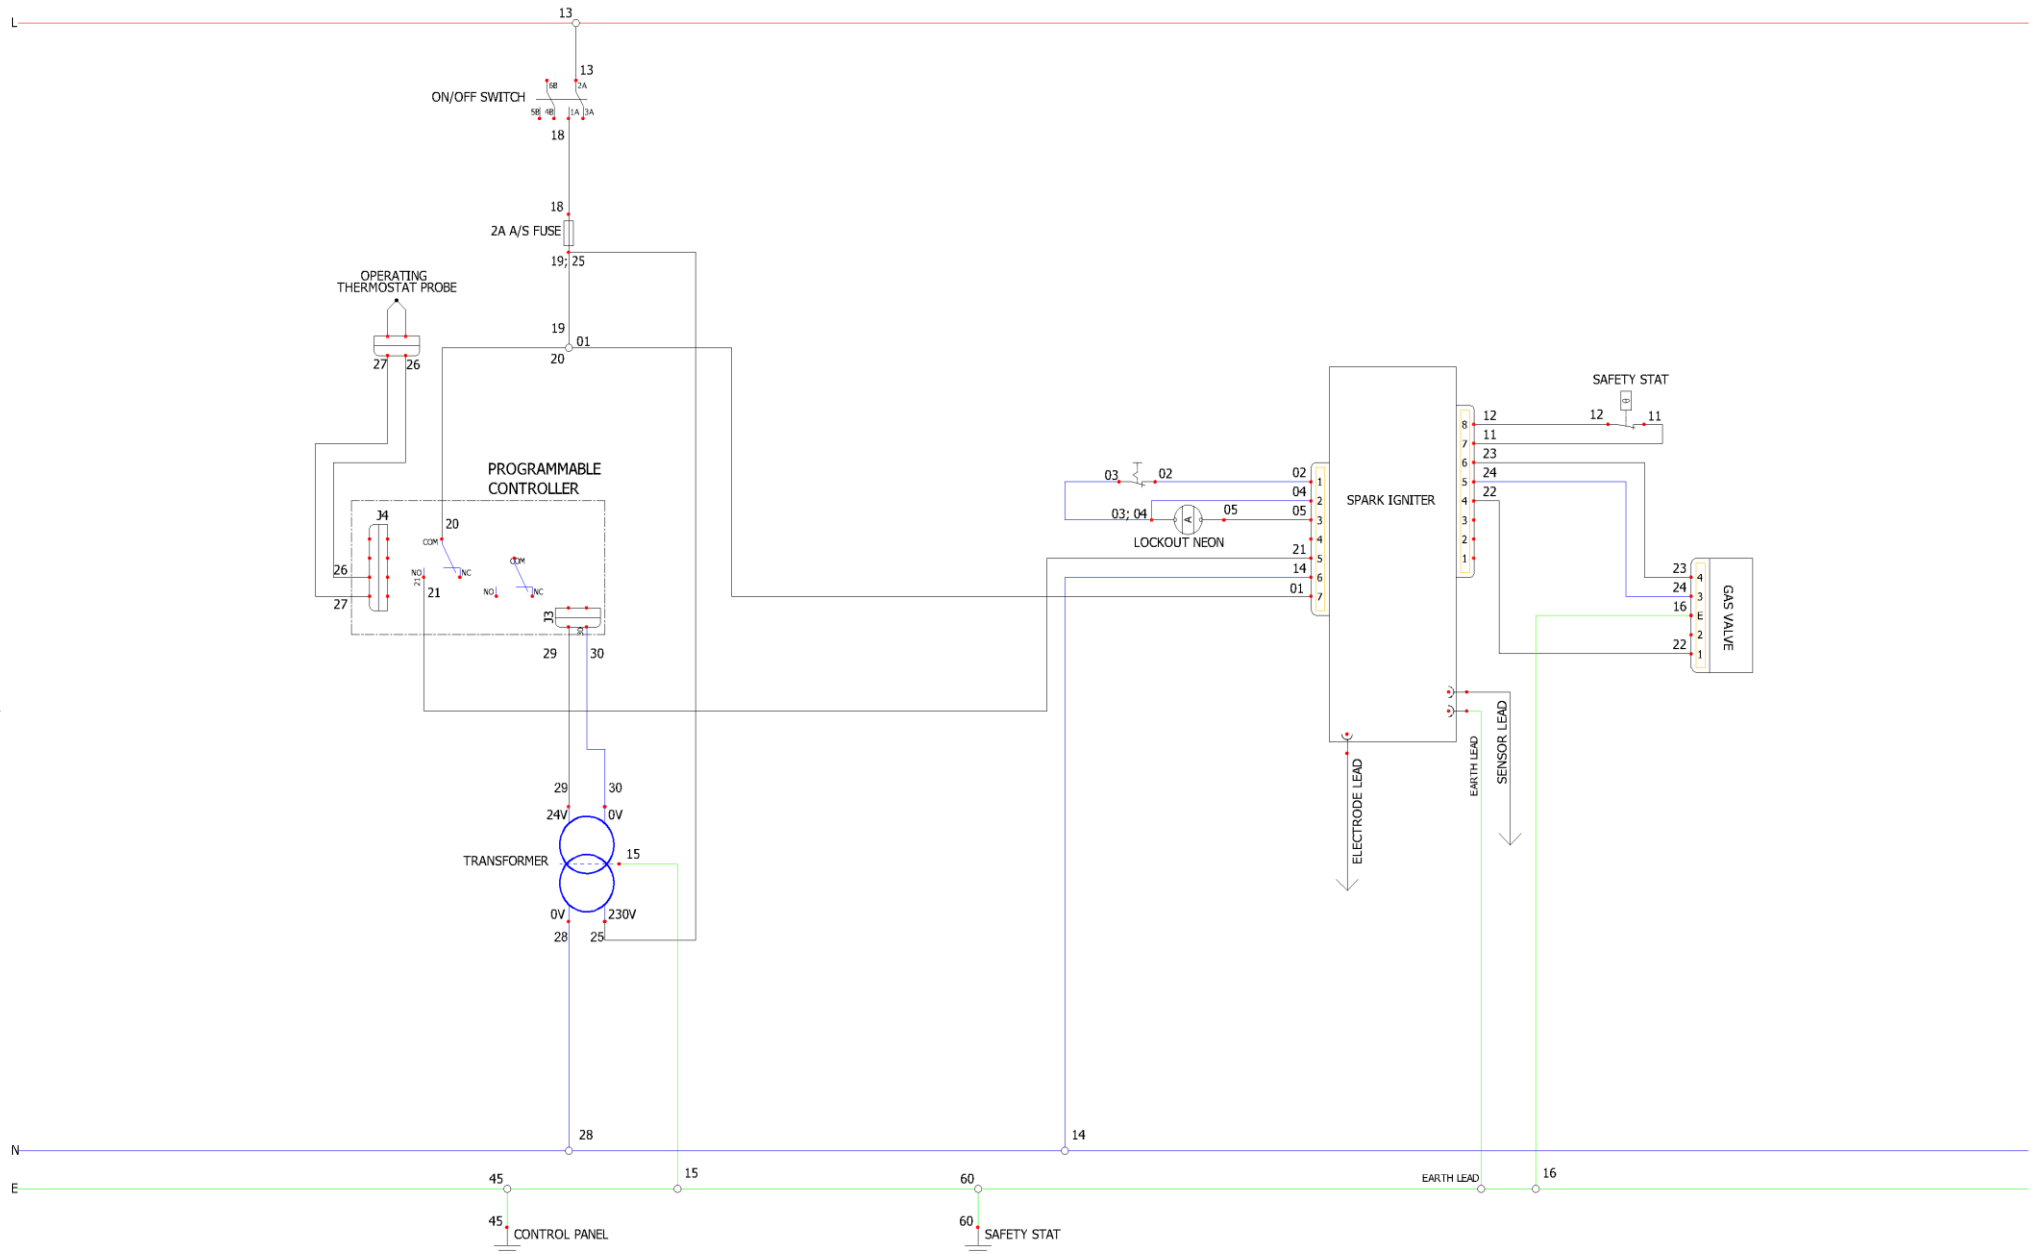 L
13
13
6B
2A
ON/OFF SWITCH
5B 4B 1A 3A
18
18
2A A/S FUSE
19; 25
OPERATING
THERMOSTAT PROBE
19
01
20
27 26
SAFETY STAT
θ
12
12
11
8
11
7
23
6
24
5
22
4
3
2
1
PROGRAMMABLE
CONTROLLER
03
02
02
1
04
2
03; 04
A
05
05
3
LOCKOUT NEON
4
21
5
14
6
01
7
SPARK IGNITER
J4
20
COM
COM
NO
NC
21
21
NO
NC
26
27
J3
30
29
30
23
4
24
3
16
E
2
22
1
GAS VALVE
SENSOR LEAD
EARTH LEAD
ELECTRODE LEAD
29
30
24V
0V
15
TRANSFORMER
0V
230V
28
25
28
14
N
15
16
EARTH LEAD
45
60
E
45
CONTROL PANEL
60
SAFETY STAT